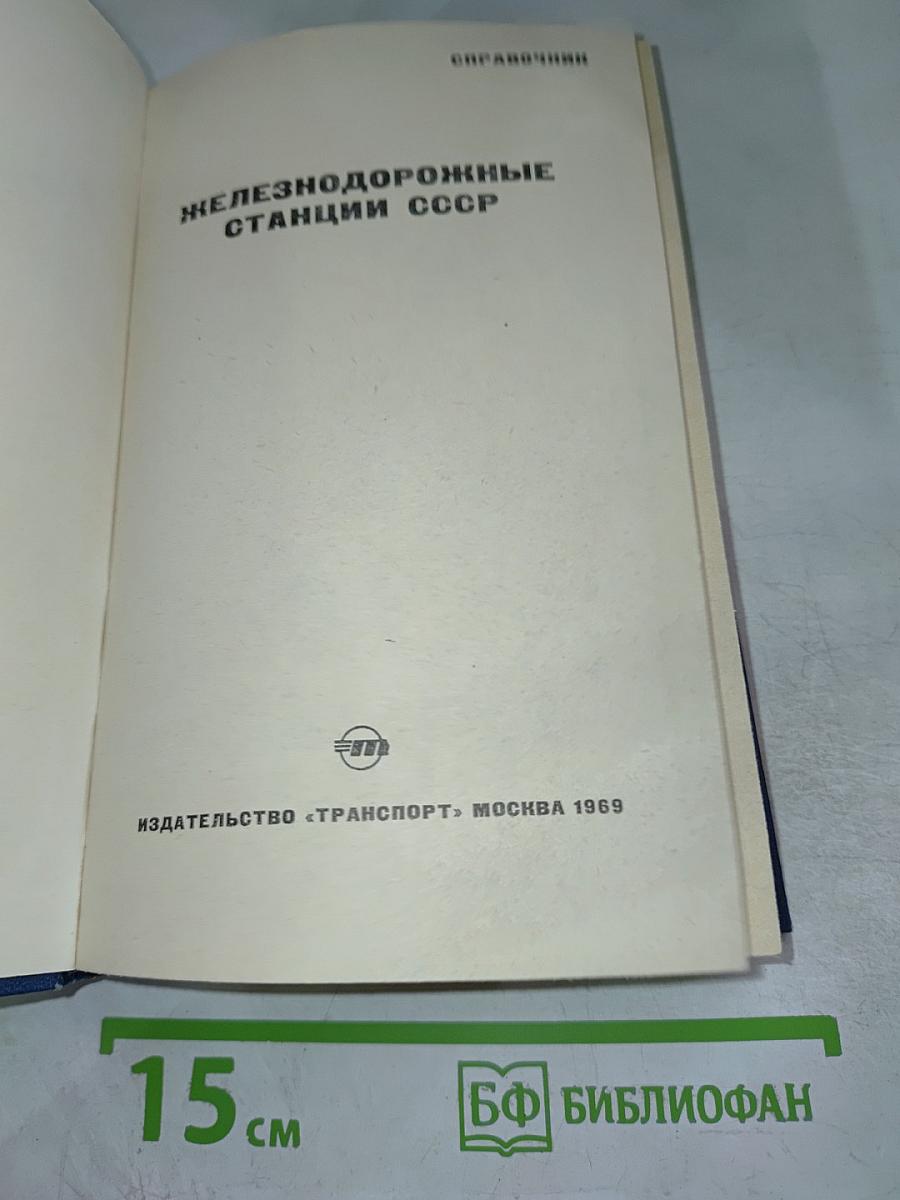 СПРАВОЧНИК
ЖЕЛЕЗНОДОРОЖНЫЕ
СТАНЦИИ СССР
ИЗДАТЕЛЬСТВО «ТРАНСПОРТ» МОСКВА 1969
15 см
БФ БИБЛИОФАН